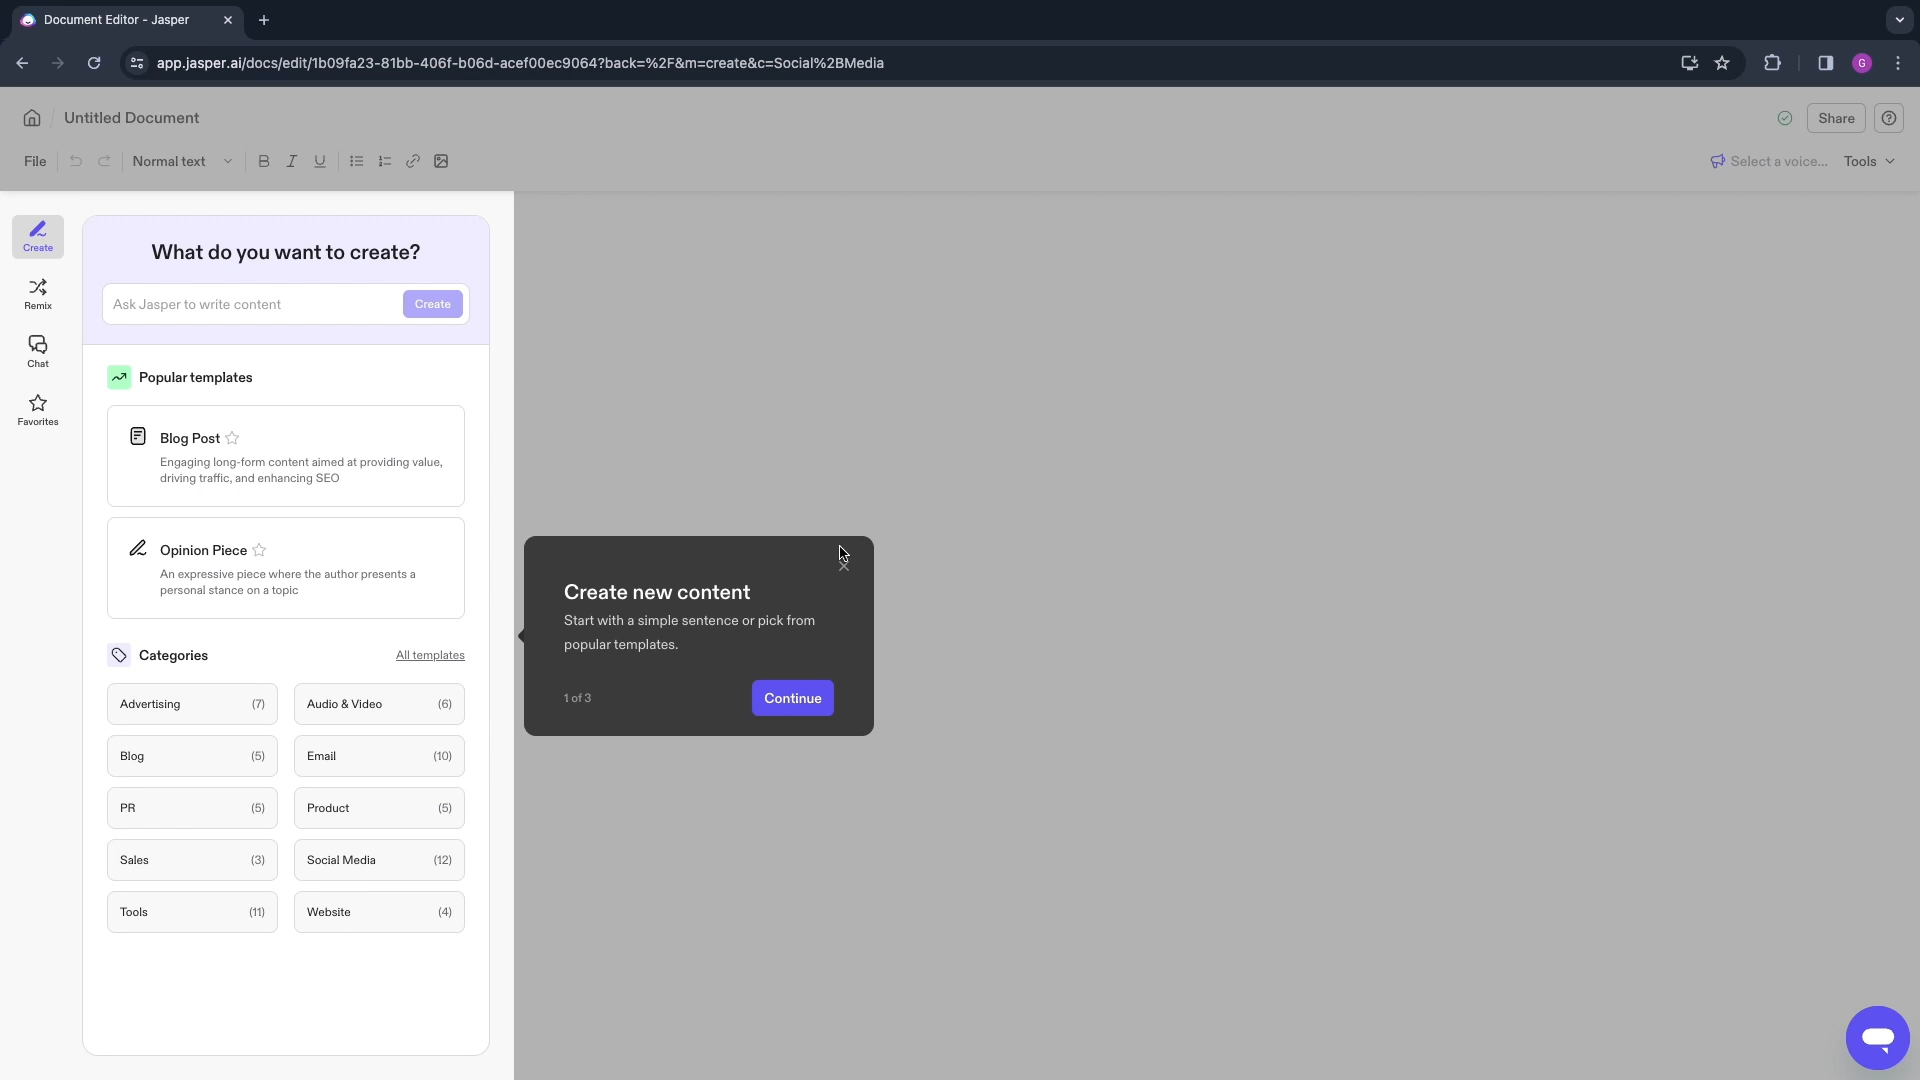 Document Editor - Jasper
app.jasper.ai/docs/edit/1b09fa23-81bb-406f-b06d-acef00ec9064?back=%2F&m=create&c=Social%2BMedia
G
Untitled Document
Share
File
Normal text
B
I
U
Select a voice...
Tools
Create
Remix
Chat
Favorites
What do you want to create?
Ask Jasper to write content
Create
Popular templates
Blog Post
Engaging long-form content aimed at providing value,
driving traffic, and enhancing SEO
Opinion Piece
An expressive piece where the author presents a
personal stance on a topic
Categories
All templates
Advertising (7)
Audio & Video (6)
Blog (5)
Email (10)
PR (5)
Product (5)
Sales (3)
Social Media (12)
Tools (11)
Website (4)
Create new content
Start with a simple sentence or pick from
popular templates.
1 of 3
Continue